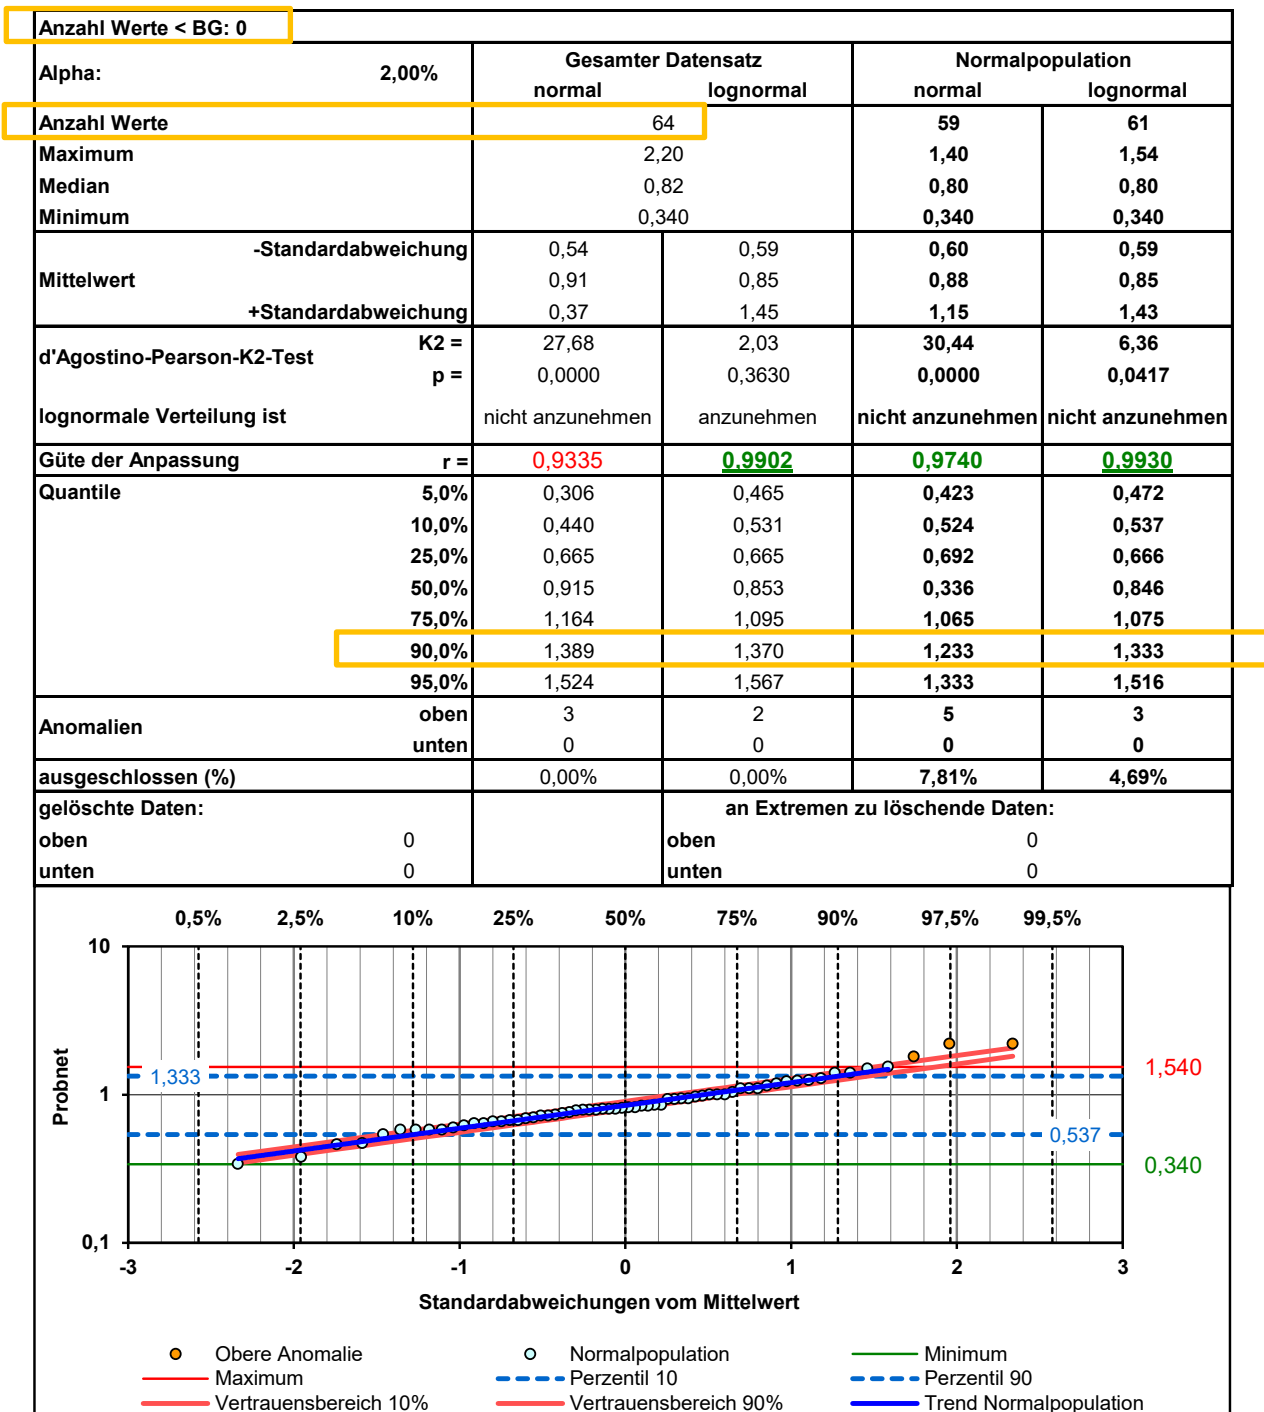 Anzahl Werte < BG: 0
Alpha: 2,00% Gesamter Datensatz Normalpopulation
normal lognormal normal lognormal
Anzahl Werte 64 59 61
Maximum 2,20 1,40 1,54
Median 0,82 0,80 0,80
Minimum 0,340 0,340 0,340
-Standardabweichung 0,54 0,59 0,60 0,59
Mittelwert 0,91 0,85 0,88 0,85
+Standardabweichung 0,37 1,45 1,15 1,43
d'Agostino-Pearson-K2-Test K2 = 27,68 2,03 30,44 6,36
p = 0,0000 0,3630 0,0000 0,0417
lognormale Verteilung ist nicht anzunehmen anzunehmen nicht anzunehmen nicht anzunehmen
Güte der Anpassung r = 0,9335 0,9902 0,9740 0,9930
Quantile 5,0% 0,306 0,465 0,423 0,472
10,0% 0,440 0,531 0,524 0,537
25,0% 0,665 0,665 0,692 0,666
50,0% 0,915 0,853 0,336 0,846
75,0% 1,164 1,095 1,065 1,075
90,0% 1,389 1,370 1,233 1,333
95,0% 1,524 1,567 1,333 1,516
Anomalien oben 3 2 5 3
unten 0 0 0 0
ausgeschlossen (%) 0,00% 0,00% 7,81% 4,69%
gelöschte Daten: an Extremen zu löschende Daten:
oben 0 oben 0
unten 0 unten 0
0,5% 2,5% 10% 25% 50% 75% 90% 97,5% 99,5%
10
1,540
1,333
1
Probnet
0,537
0,340
0,1
-3 -2 -1 0 1 2 3
Standardabweichungen vom Mittelwert
Obere Anomalie Normalpopulation Minimum
Maximum Perzentil 10 Perzentil 90
Vertrauensbereich 10% Vertrauensbereich 90% Trend Normalpopulation